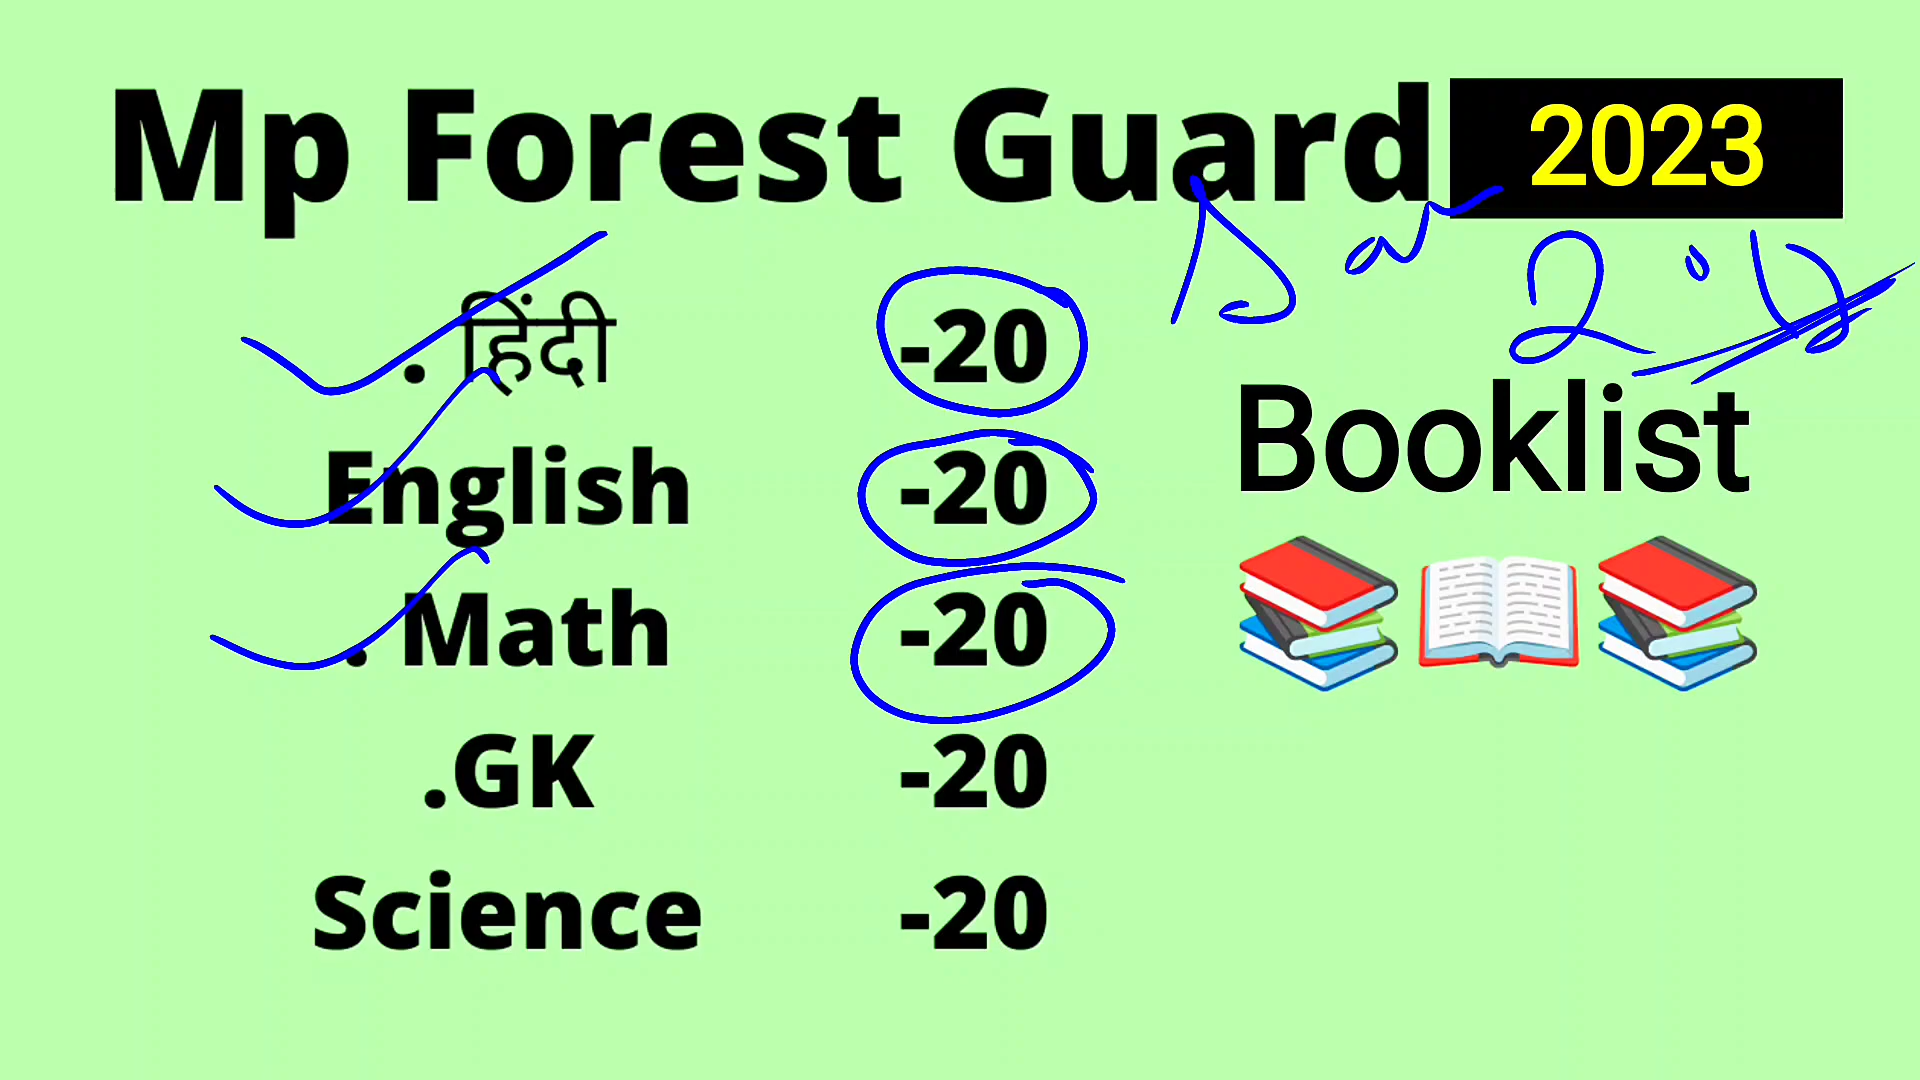 Mp Forest Guard 2023
. हिंदी -20
English -20
. Math -20
.GK -20
Science -20
Booklist